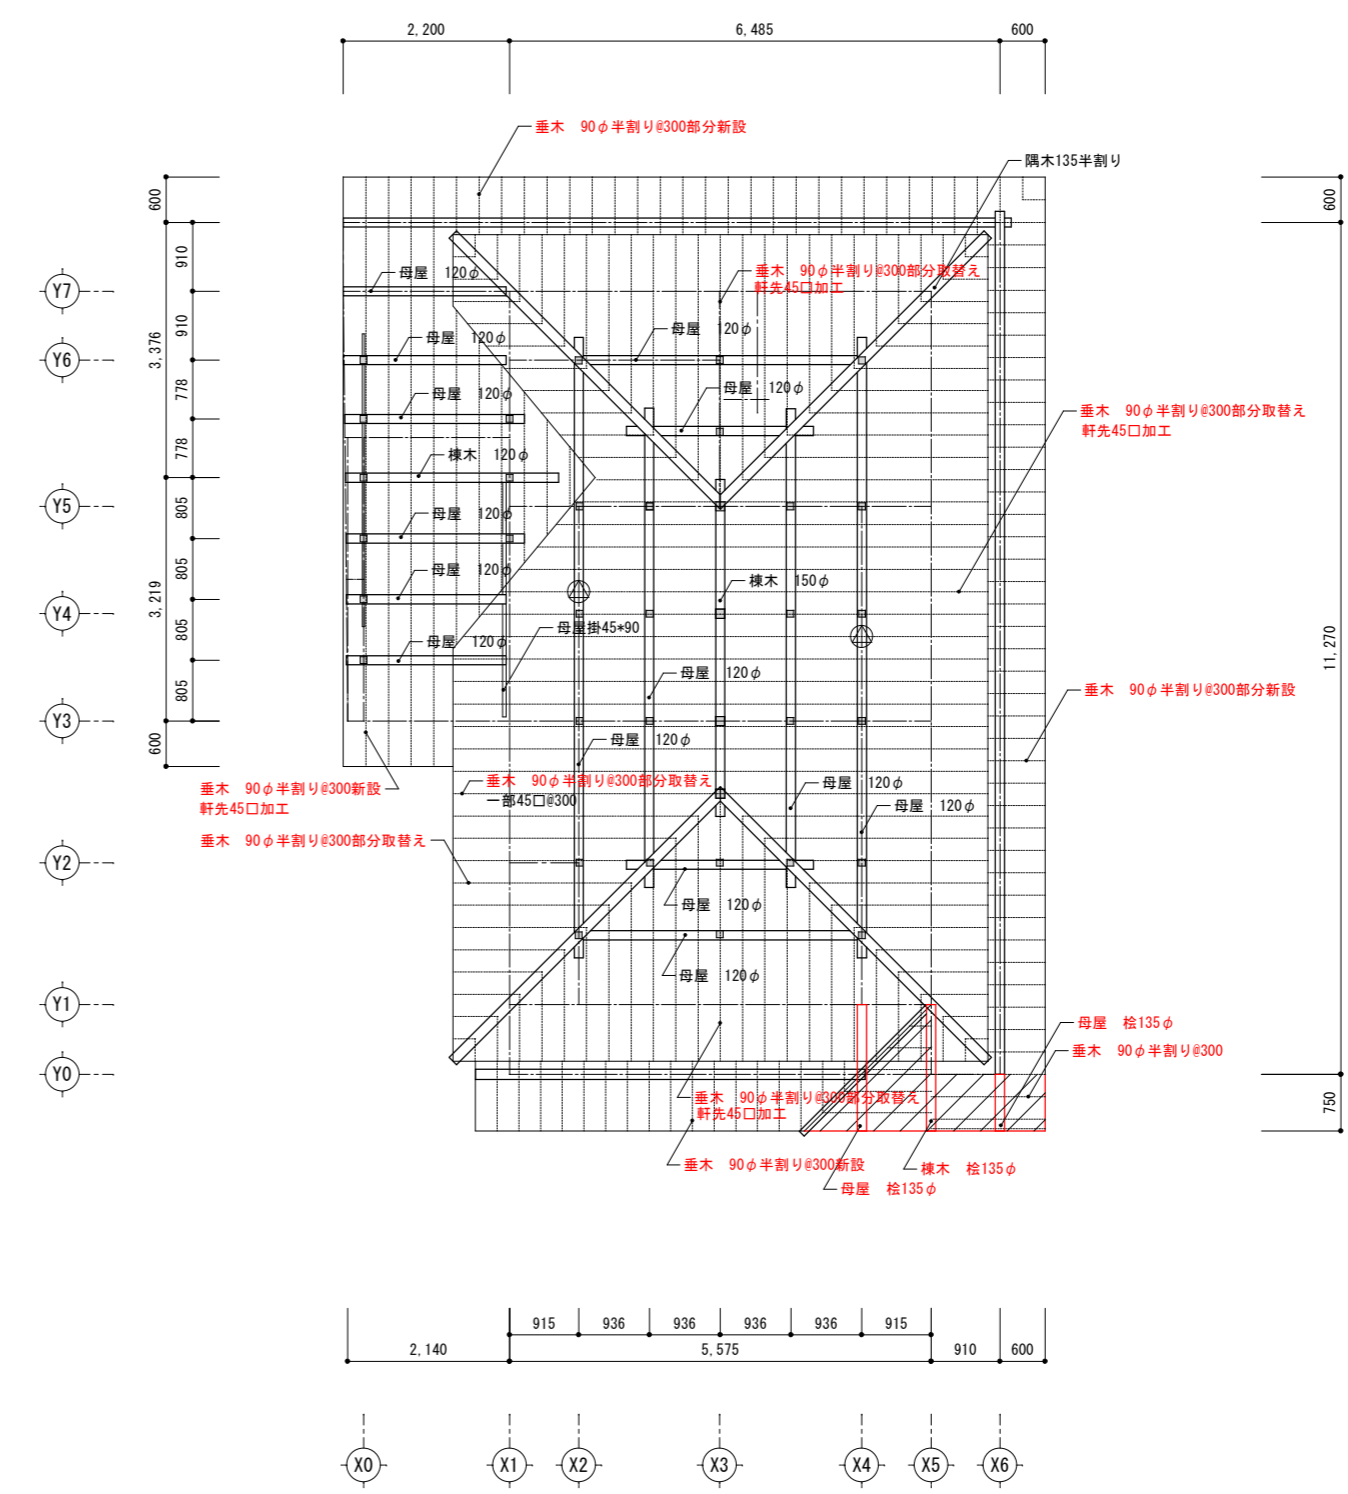 2,200
6,485
600
垂木　90φ半割り@300部分新設
隅木135半割り
600
600
910
母屋　120φ
垂木　90φ半割り@300部分取替え
軒先45口加工
Y7
910
母屋　120φ
母屋　120φ
3,376
Y6
778
母屋　120φ
母屋　120φ
垂木　90φ半割り@300部分取替え
軒先45口加工
778
棟木　120φ
Y5
805
母屋　120φ
805
母屋　120φ
棟木　150φ
3,219
Y4
母屋掛45*90
805
母屋　120φ
11,270
母屋　120φ
805
垂木　90φ半割り@300部分新設
Y3
600
母屋　120φ
垂木　90φ半割り@300新設
軒先45口加工
垂木　90φ半割り@300部分取替え
一部45口@300
母屋　120φ
母屋　120φ
垂木　90φ半割り@300部分取替え
Y2
母屋　120φ
母屋　120φ
Y1
母屋　桧135φ
垂木　90φ半割り@300
Y0
750
垂木　90φ半割り@300部分取替え
軒先45口加工
垂木　90φ半割り@300新設
棟木　桧135φ
母屋　桧135φ
915
936
936
936
936
915
2,140
5,575
910
600
X0
X1
X2
X3
X4
X5
X6